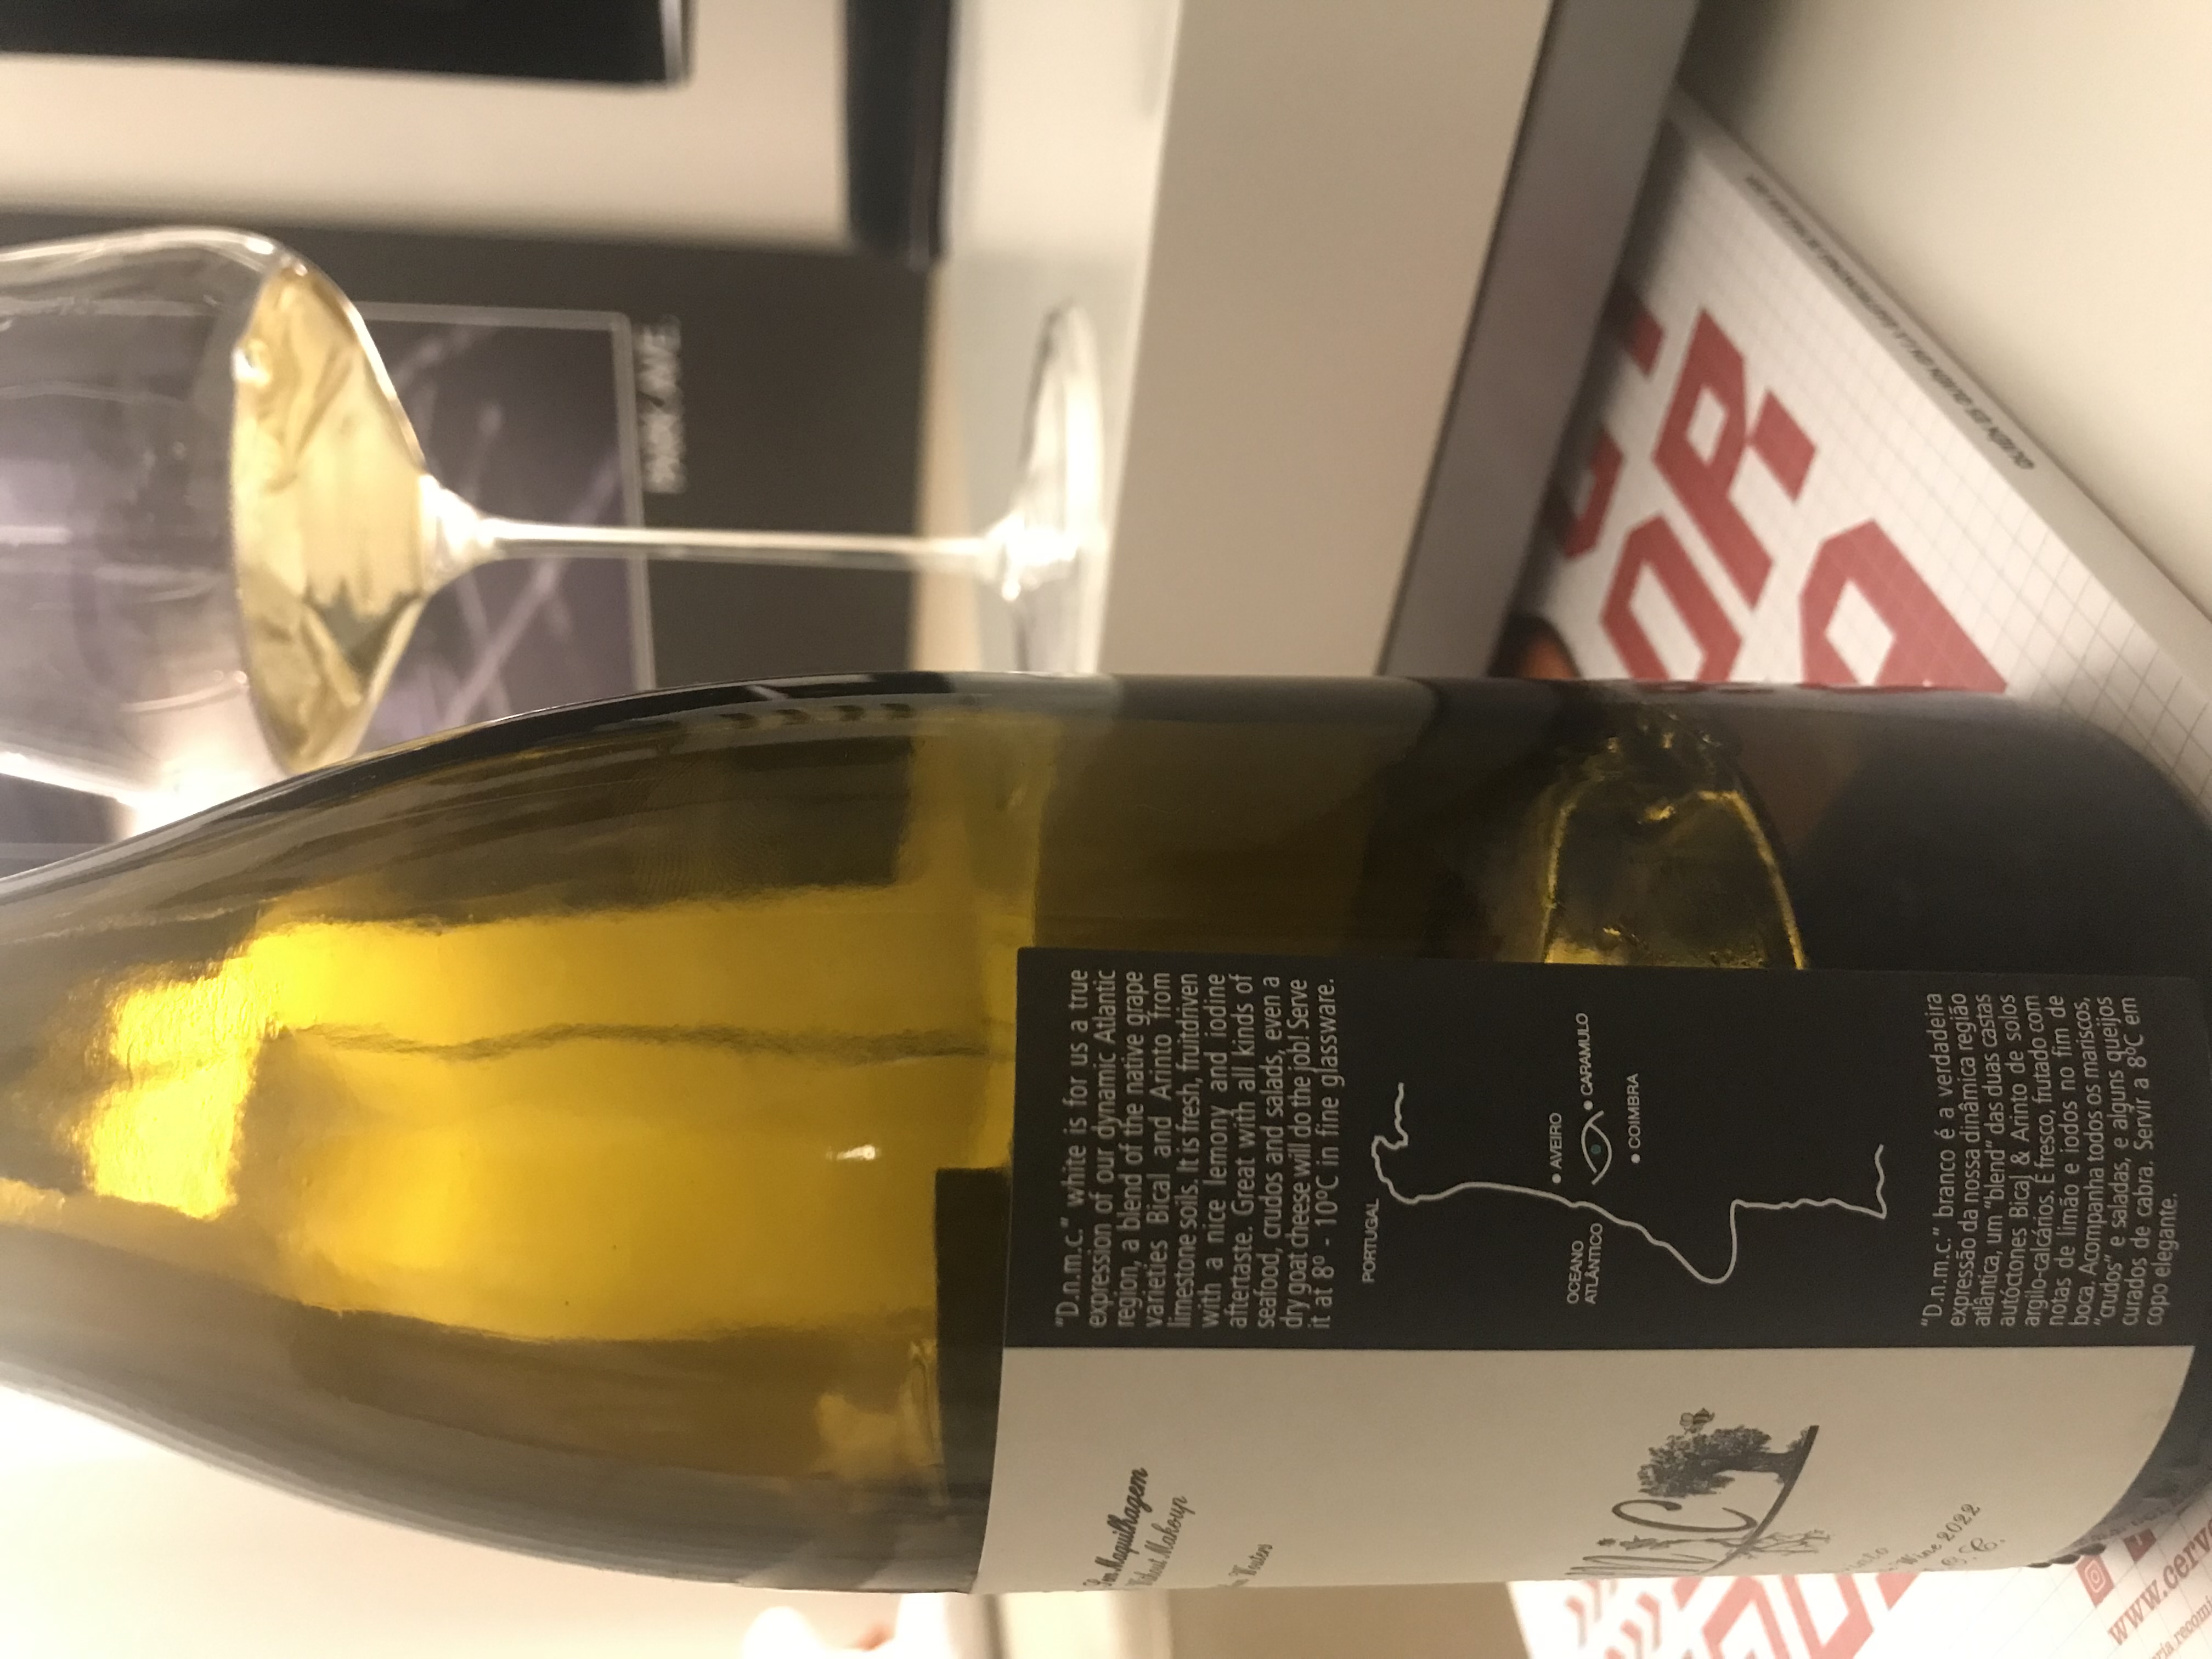 "D.n.m.c." white is for us a true
expression of our dynamic Atlantic
region, a blend of the native grape
varieties Bical and Arinto from
limestone soils. It is fresh, fruitdriven
with a nice lemony and iodine
aftertaste. Great with all kinds of
seafood, crudos and salads, even a
dry goat cheese will do the job! Serve
it at 8º - 10ºC in fine glassware.
PORTUGAL
OCEANO
ATLÂNTICO
• AVEIRO
• CARAMULO
• COIMBRA
"D.n.m.c." branco é a verdadeira
expressão da nossa dinâmica região
atlântica, um "blend" das duas castas
autóctones Bical & Arinto de solos
argilo-calcários. É fresco, frutado com
notas de limão e iodos no fim de
boca. Acompanha todos os mariscos,
"crudos" e saladas, e alguns queijos
curados de cabra. Servir a 8ºC em
copo elegante.
Maquilhagem
Makeup
Wouters
Wine 2022
PARK AVE.
www.cerv